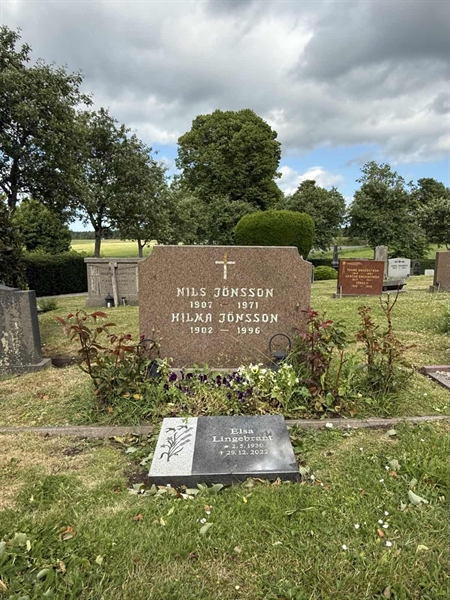 NILS JÖNSSON
1907 - 1971
HILMA JÖNSSON
1902 - 1996
Elsa
Lingebrant
* 2.5.1930
† 29.12.2022